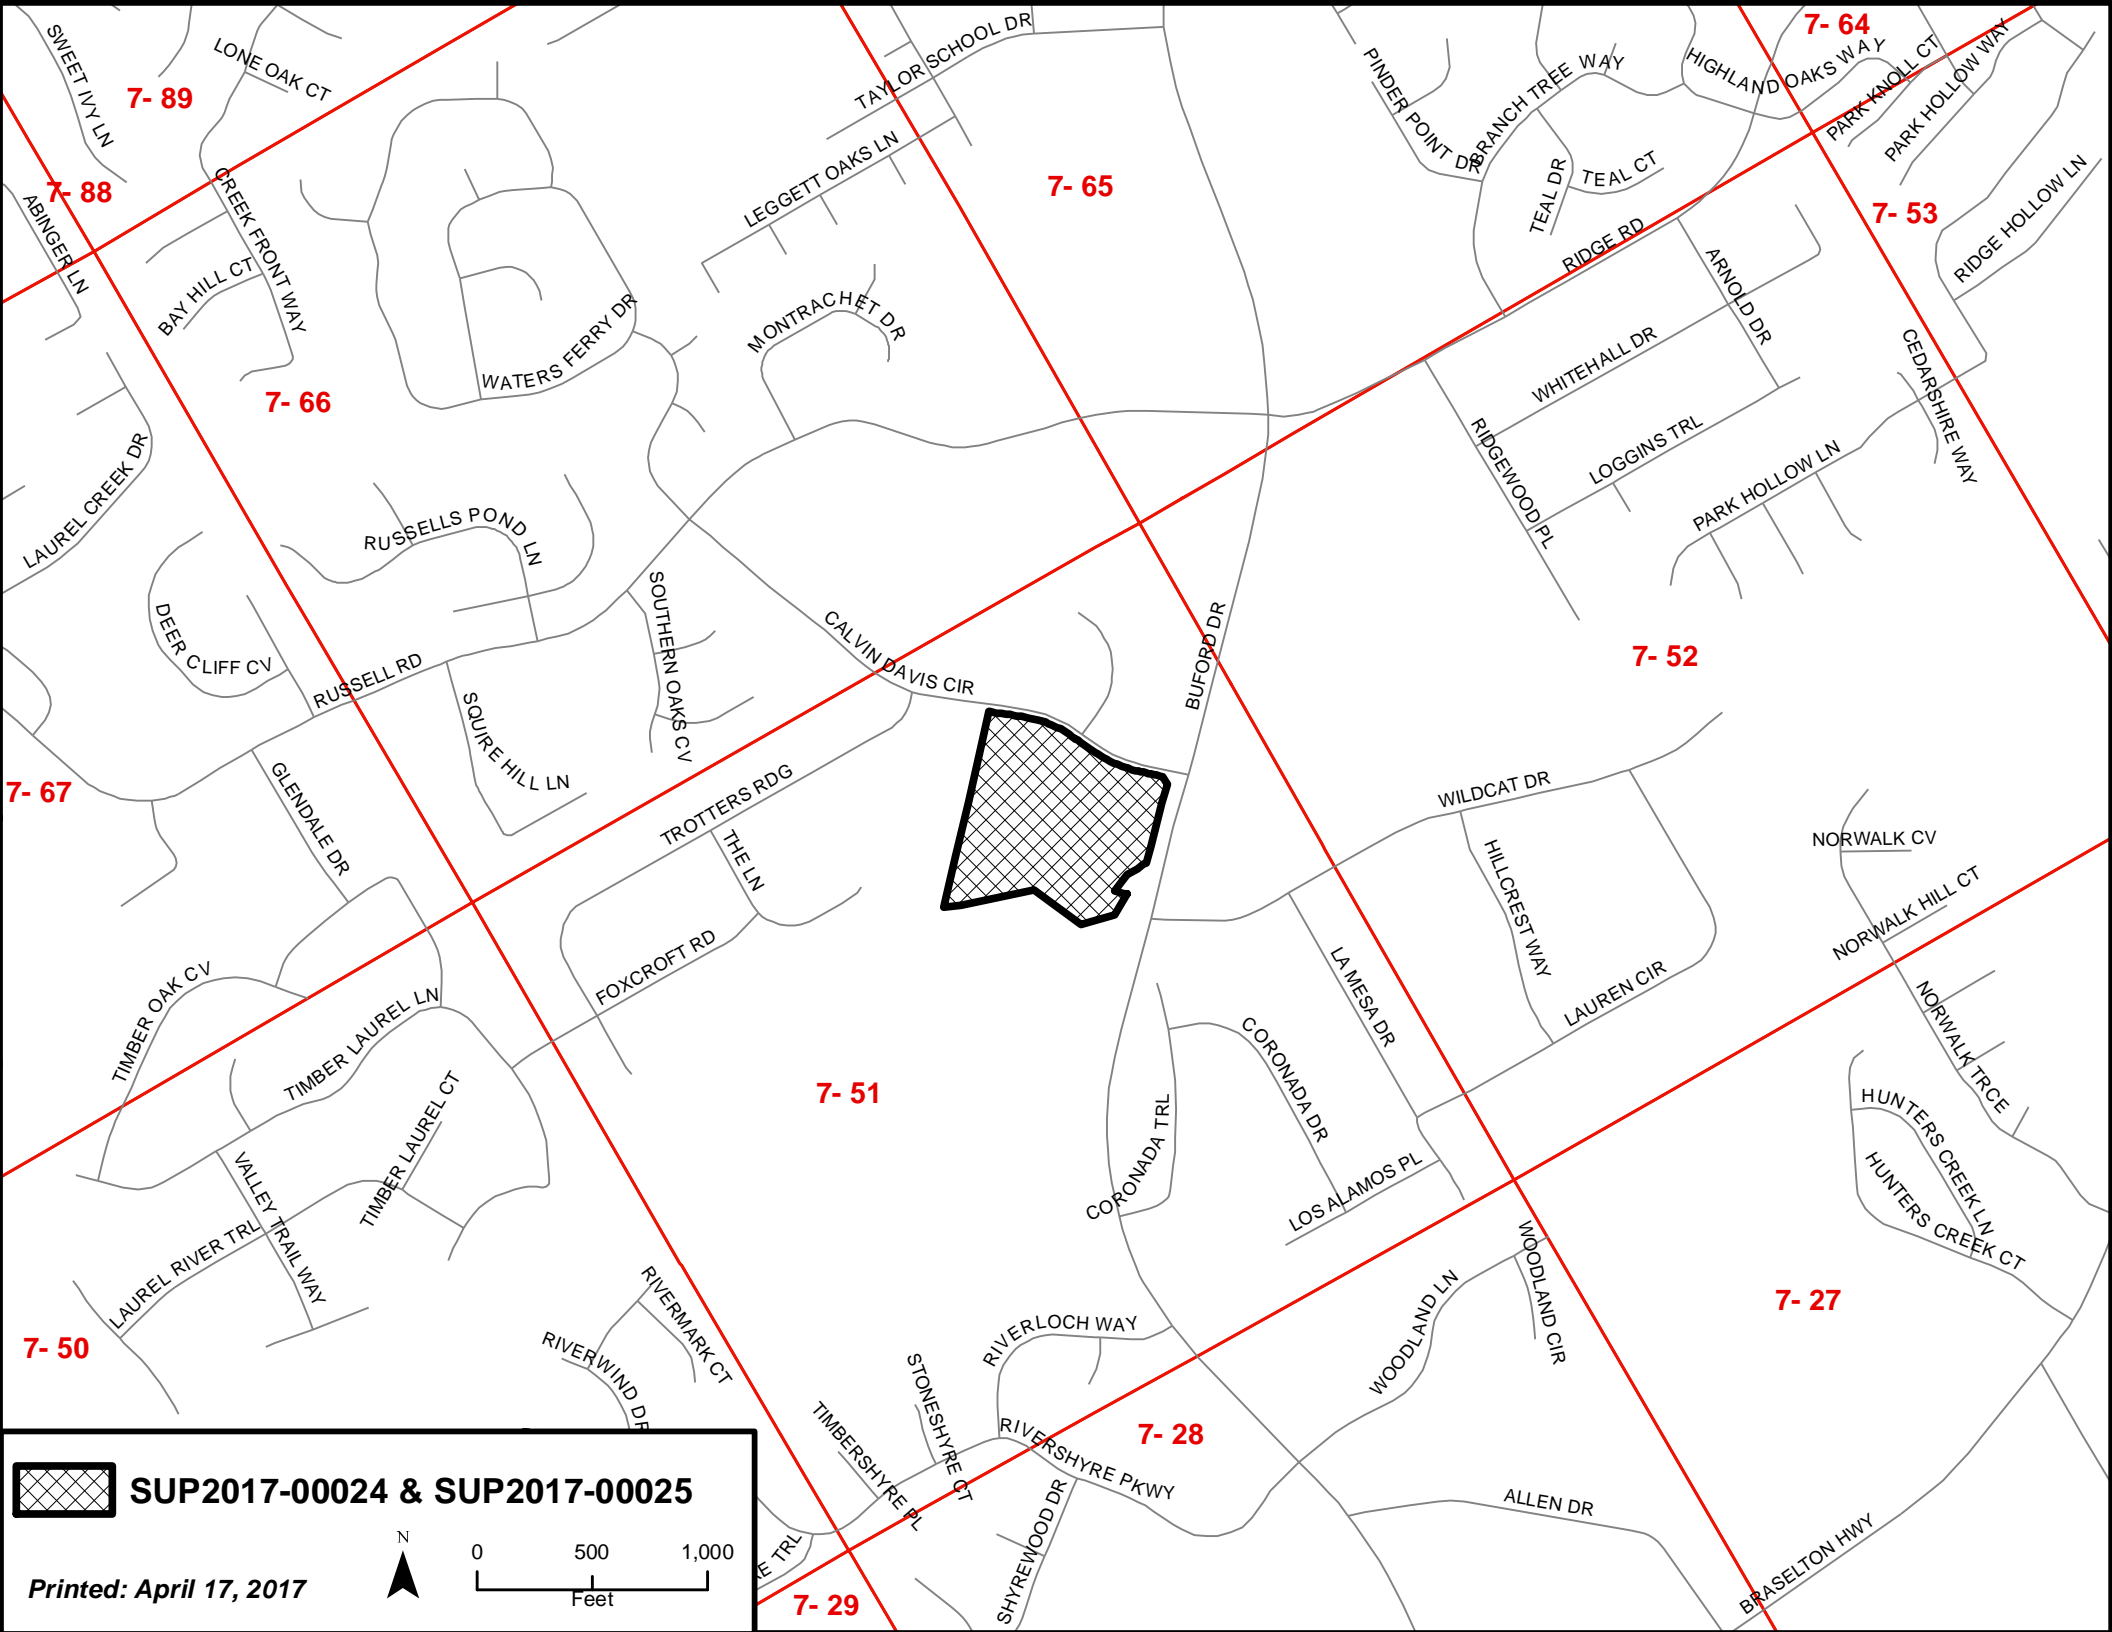 SWEET IVY LN
7- 89
LONE OAK CT
TAYLOR SCHOOL DR
PINDER POINT DR
BRANCH TREE WAY
HIGHLAND OAKS WAY
7- 64
PARK KNOLL CT
PARK HOLLOW WAY
7- 88
ABINGER LN
CREEK FRONT WAY
BAY HILL CT
LEGGETT OAKS LN
7- 65
TEAL DR
TEAL CT
7- 53
RIDGE HOLLOW LN
RIDGE RD
ARNOLD DR
MONTRACHET DR
WATERS FERRY DR
WHITEHALL DR
CEDARSHIRE WAY
7- 66
LAUREL CREEK DR
RIDGEWOOD PL
LOGGINS TRL
PARK HOLLOW LN
RUSSELLS POND LN
SOUTHERN OAKS CV
DEER CLIFF CV
RUSSELL RD
CALVIN DAVIS CIR
BUFORD DR
7- 52
SQUIRE HILL LN
7- 67
GLENDALE DR
TROTTERS RDG
THE LN
WILDCAT DR
HILLCREST WAY
NORWALK CV
NORWALK HILL CT
FOXCROFT RD
TIMBER OAK CV
TIMBER LAUREL LN
LA MESA DR
LAUREN CIR
NORWALK TRCE
CORONADA DR
7- 51
TIMBER LAUREL CT
CORONADA TRL
HUNTERS CREEK LN
HUNTERS CREEK CT
VALLEY TRAIL WAY
LAUREL RIVER TRL
LOS ALAMOS PL
WOODLAND CIR
WOODLAND LN
7- 27
7- 50
RIVERMARK CT
RIVERWIND DR
RIVERLOCH WAY
STONESHYRE CT
TIMBERSHYRE PL
RIVERSHYRE PKWY
7- 28
SHYREWOOD DR
ALLEN DR
BRASELTON HWY
RE TRL
7- 29
SUP2017-00024 & SUP2017-00025
N
0 500 1,000
Feet
Printed: April 17, 2017